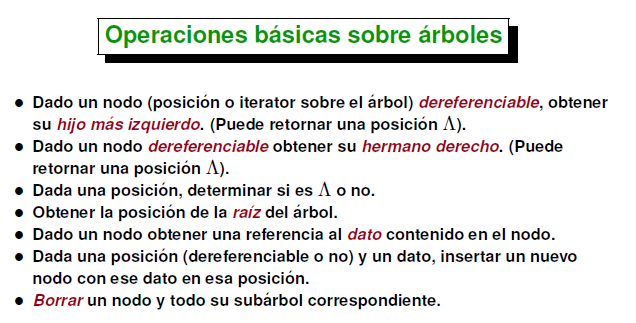 Operaciones básicas sobre árboles
● Dado un nodo (posición o iterator sobre el árbol) dereferenciable, obtener
su hijo más izquierdo. (Puede retornar una posición Λ).
● Dado un nodo dereferenciable obtener su hermano derecho. (Puede
retornar una posición Λ).
● Dada una posición, determinar si es Λ o no.
● Obtener la posición de la raíz del árbol.
● Dado un nodo obtener una referencia al dato contenido en el nodo.
● Dada una posición (dereferenciable o no) y un dato, insertar un nuevo
nodo con ese dato en esa posición.
● Borrar un nodo y todo su subárbol correspondiente.